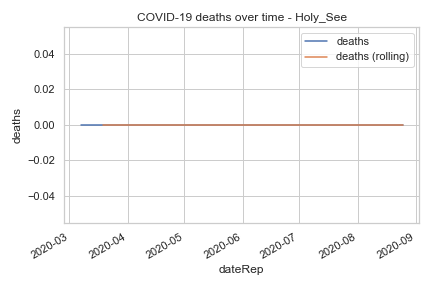 COVID-19 deaths over time - Holy_See
deaths
deaths (rolling)
0.04
0.02
0.00
−0.02
−0.04
deaths
2020-03
2020-04
2020-05
2020-06
2020-07
2020-08
2020-09
dateRep